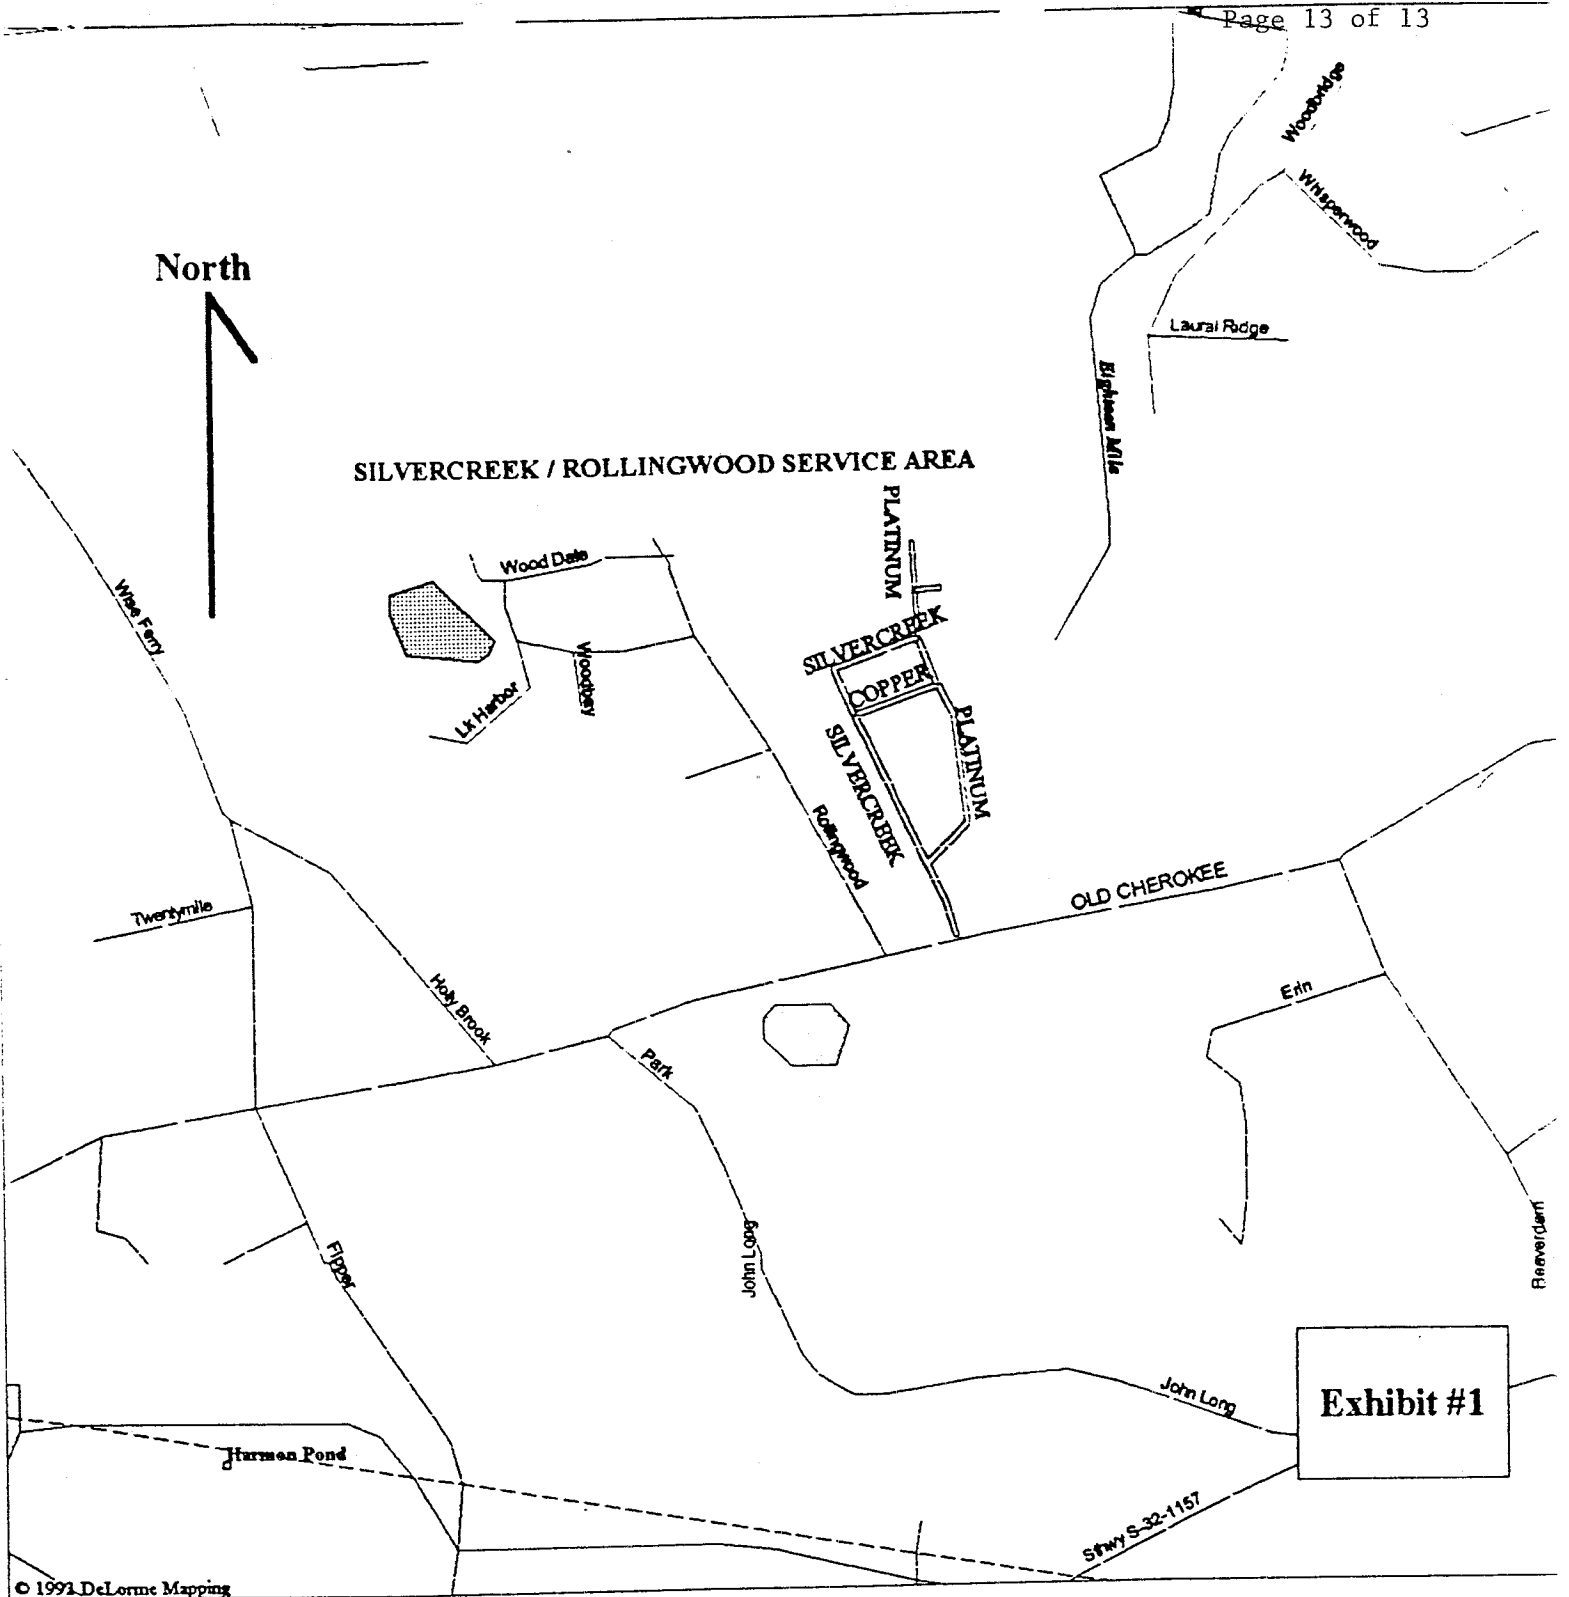 Page 13 of 13
Woodbridge
Whisperwood
North
Laural Ridge
Eighteen Mile
SILVERCREEK / ROLLINGWOOD SERVICE AREA
PLATINUM
Wood Dale
Wise Ferry
SILVERCREEK
COPPER
Woodbay
Lk Harbor
PLATINUM
SILVERCREEK
Rollingwood
OLD CHEROKEE
Twentymile
Holly Brook
Erin
Park
John Long
Fipper
Beaverdam
John Long
Exhibit #1
Harmon Pond
Sthwy S-32-1157
© 1993 DeLorme Mapping